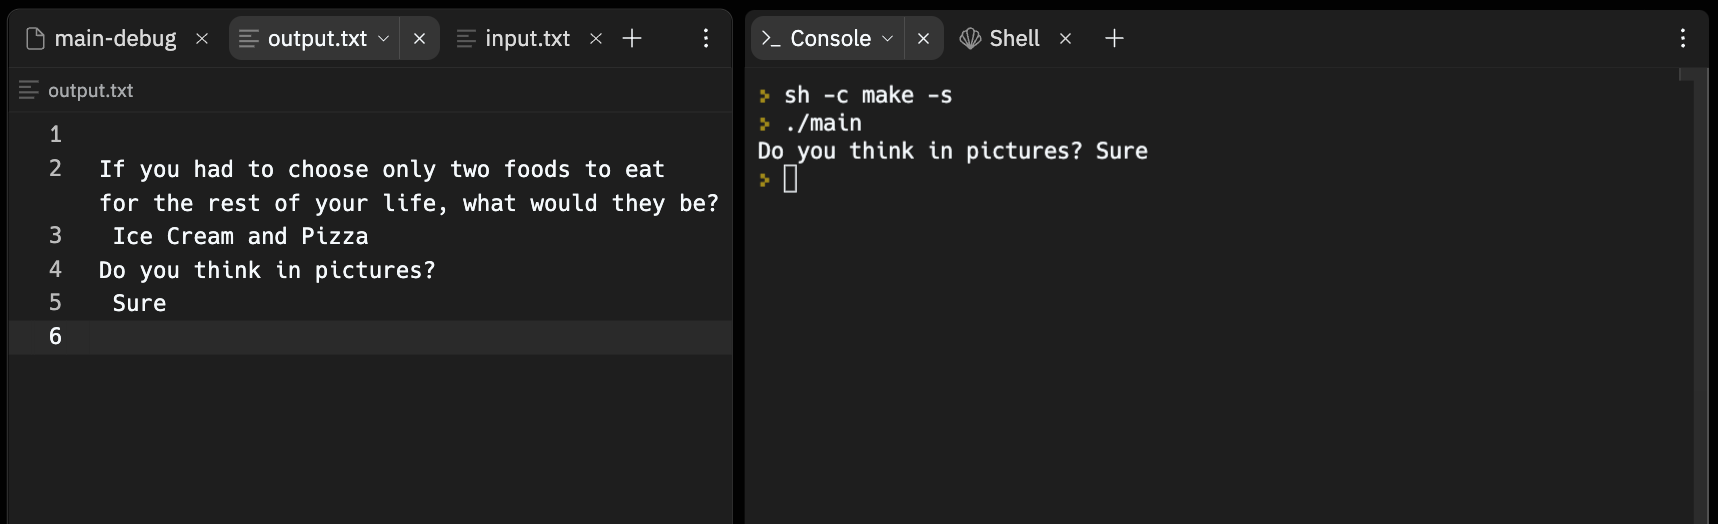 main-debug output.txt input.txt
output.txt
1
2 If you had to choose only two foods to eat
for the rest of your life, what would they be?
3 Ice Cream and Pizza
4 Do you think in pictures?
5 Sure
6
>_ Console Shell
> sh -c make -s
> ./main
Do you think in pictures? Sure
>